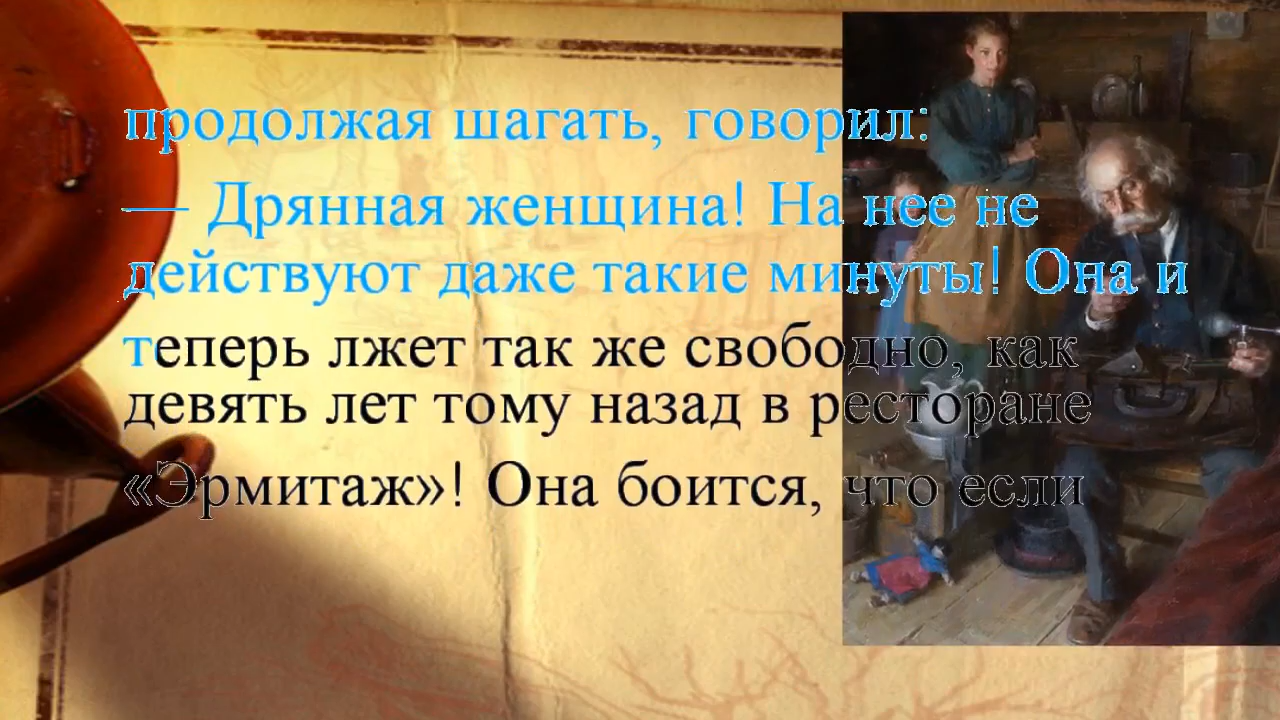 продолжая шагать, говорил:
— Дрянная женщина! На нее не
действуют даже такие минуты! Она и
теперь лжет так же свободно, как
девять лет тому назад в ресторане
«Эрмитаж»! Она боится, что если